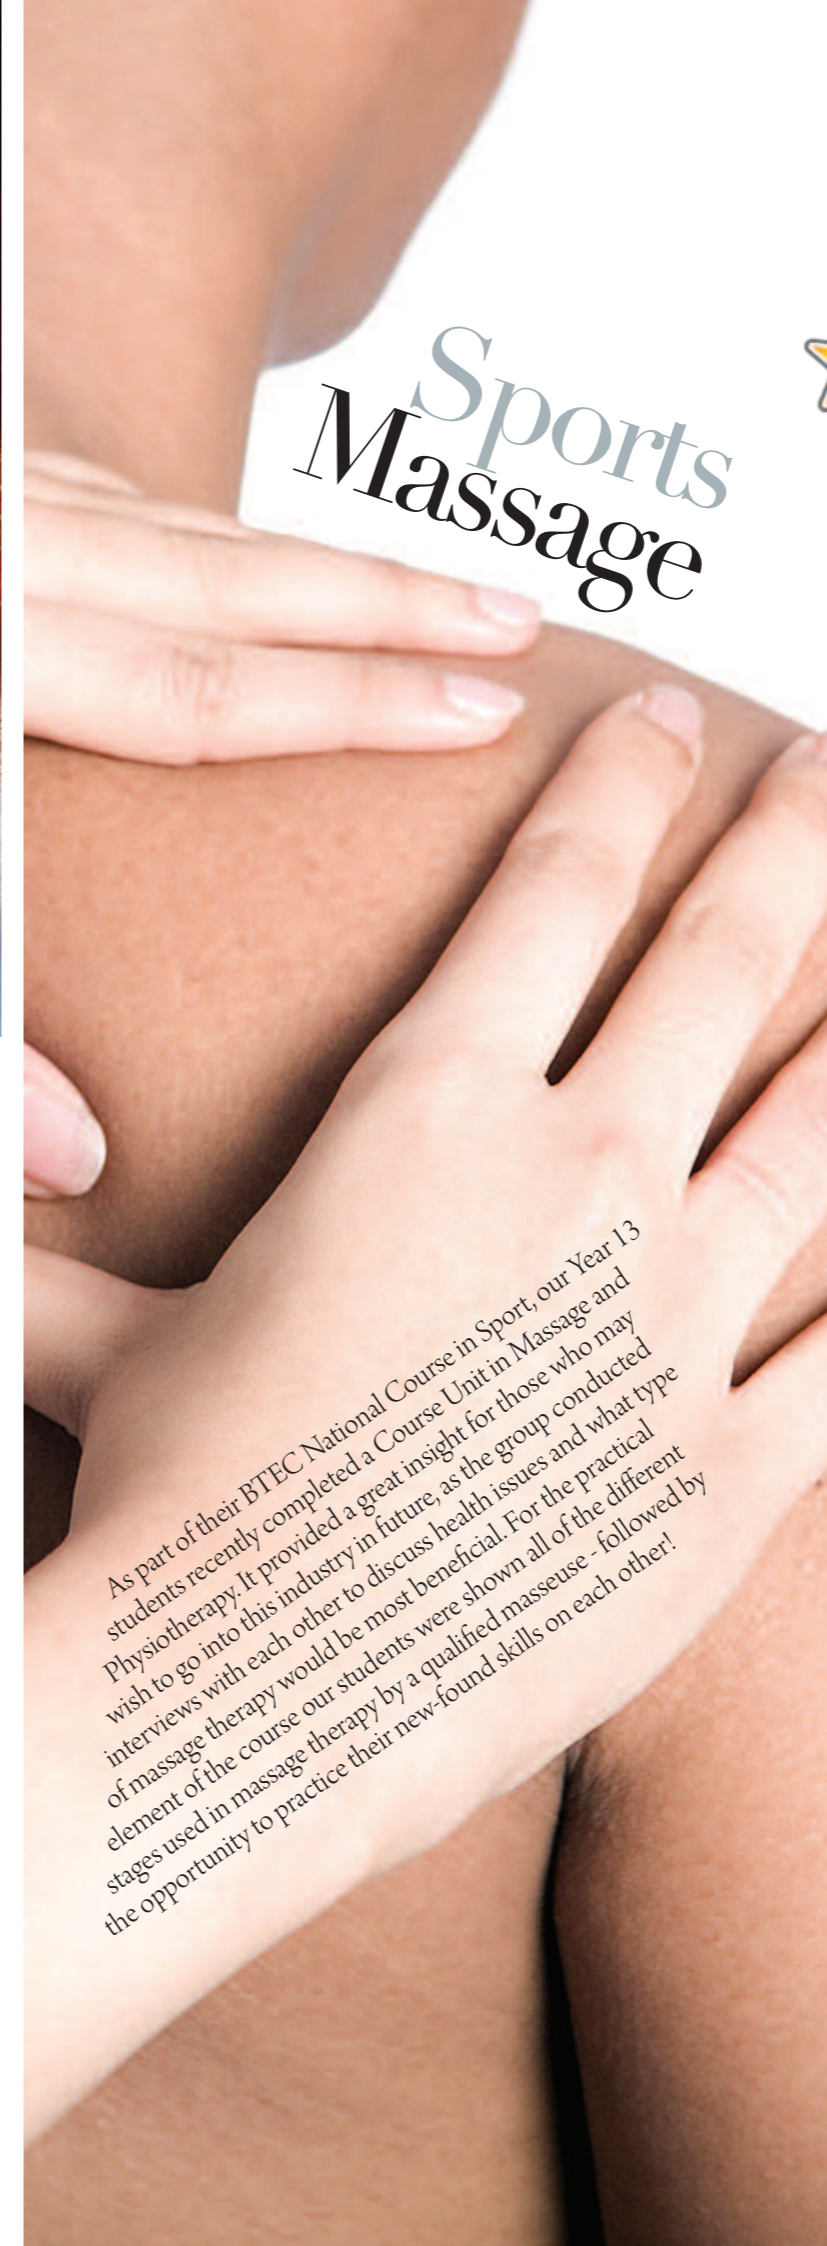 Sports
Massage
As part of their BTEC National Course in Sport, our Year 13
students recently completed a Course Unit in Massage and
Physiotherapy. It provided a great insight for those who may
wish to go into this industry in future, as the group conducted
interviews with each other to discuss health issues and what type
of massage therapy would be most beneficial. For the practical
element of the course our students were shown all of the different
stages used in massage therapy by a qualified masseuse - followed by
the opportunity to practice their new-found skills on each other!